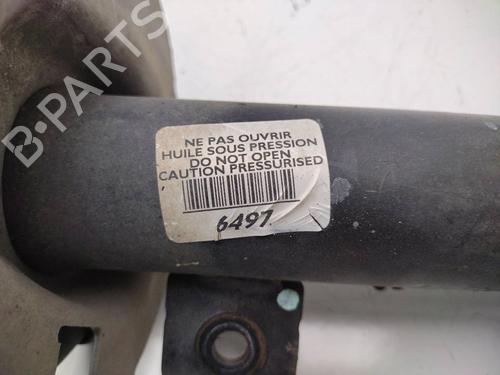 NE PAS OUVRIR
HUILE SOUS PRESSION
DO NOT OPEN
CAUTION PRESSURISED
6497
B-PARTS